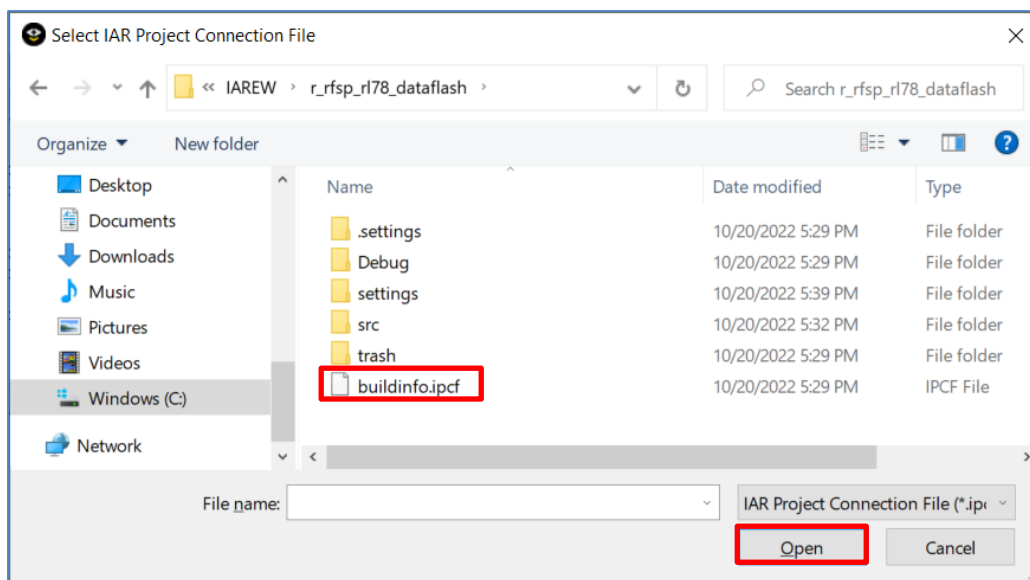 Select IAR Project Connection File
« IAREW › r_rfsp_rl78_dataflash ›
Search r_rfsp_rl78_dataflash
Organize
New folder
?
Desktop
Documents
Downloads
Music
Pictures
Videos
Windows (C:)
Network
Name Date modified Type
.settings 10/20/2022 5:29 PM File folder
Debug 10/20/2022 5:29 PM File folder
settings 10/20/2022 5:39 PM File folder
src 10/20/2022 5:32 PM File folder
trash 10/20/2022 5:29 PM File folder
buildinfo.ipcf 10/20/2022 5:29 PM IPCF File
File name:
IAR Project Connection File (*.ipc
Open
Cancel